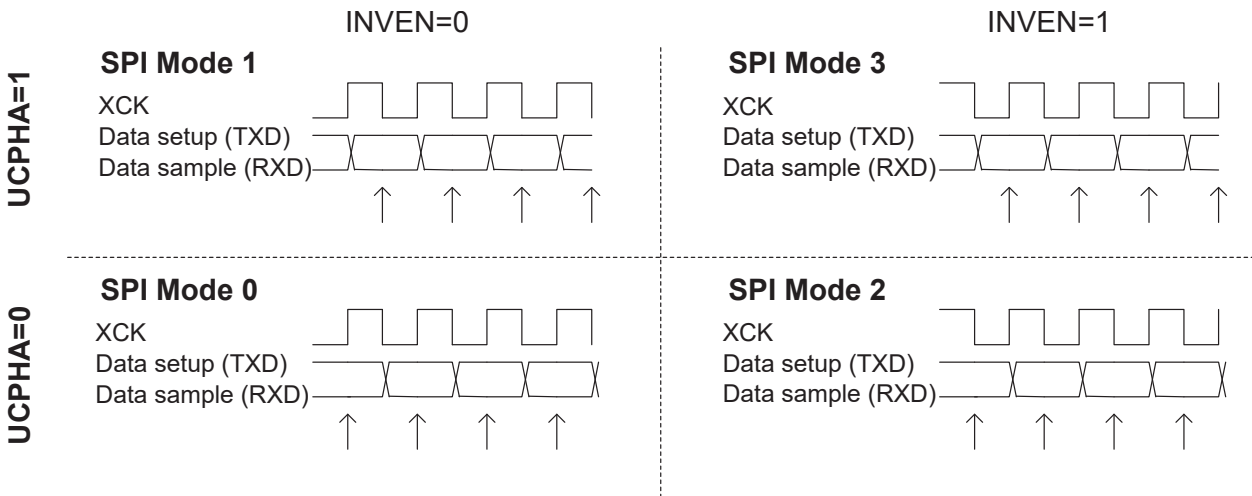 INVEN=0
INVEN=1
UCPHA=1
SPI Mode 1
XCK
Data setup (TXD)
Data sample (RXD)
SPI Mode 3
XCK
Data setup (TXD)
Data sample (RXD)
UCPHA=0
SPI Mode 0
XCK
Data setup (TXD)
Data sample (RXD)
SPI Mode 2
XCK
Data setup (TXD)
Data sample (RXD)